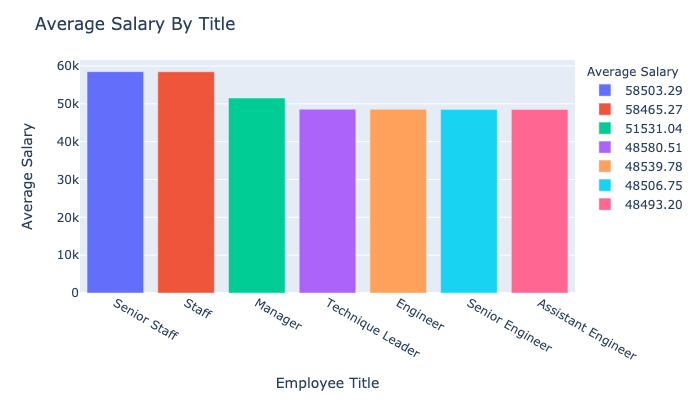 Average Salary By Title
Average Salary
60k
50k
40k
30k
20k
10k
0
Senior Staff
Staff
Manager
Technique Leader
Engineer
Senior Engineer
Assistant Engineer
Employee Title
Average Salary
58503.29
58465.27
51531.04
48580.51
48539.78
48506.75
48493.20